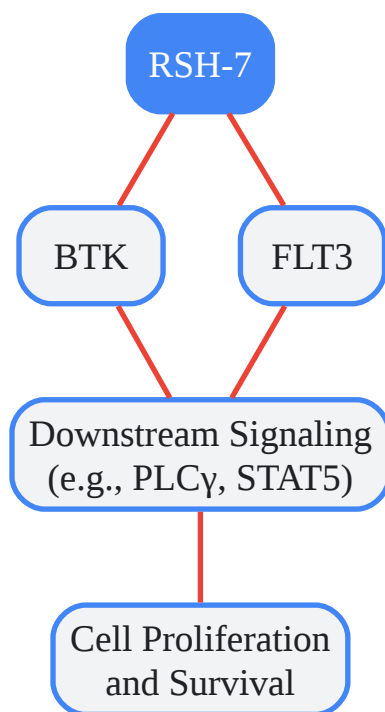 RSH-7
BTK
FLT3
Downstream Signaling
(e.g., PLCγ, STAT5)
Cell Proliferation
and Survival